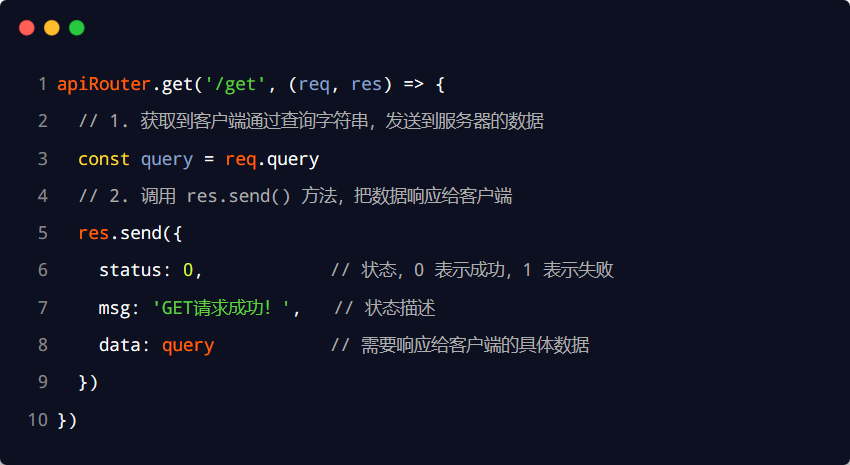 1 apiRouter.get('/get', (req, res) => {
2   // 1. 获取到客户端通过查询字符串，发送到服务器的数据
3   const query = req.query
4   // 2. 调用 res.send() 方法，把数据响应给客户端
5   res.send({
6     status: 0,            // 状态，0 表示成功，1 表示失败
7     msg: 'GET请求成功！',   // 状态描述
8     data: query           // 需要响应给客户端的具体数据
9   })
10 })